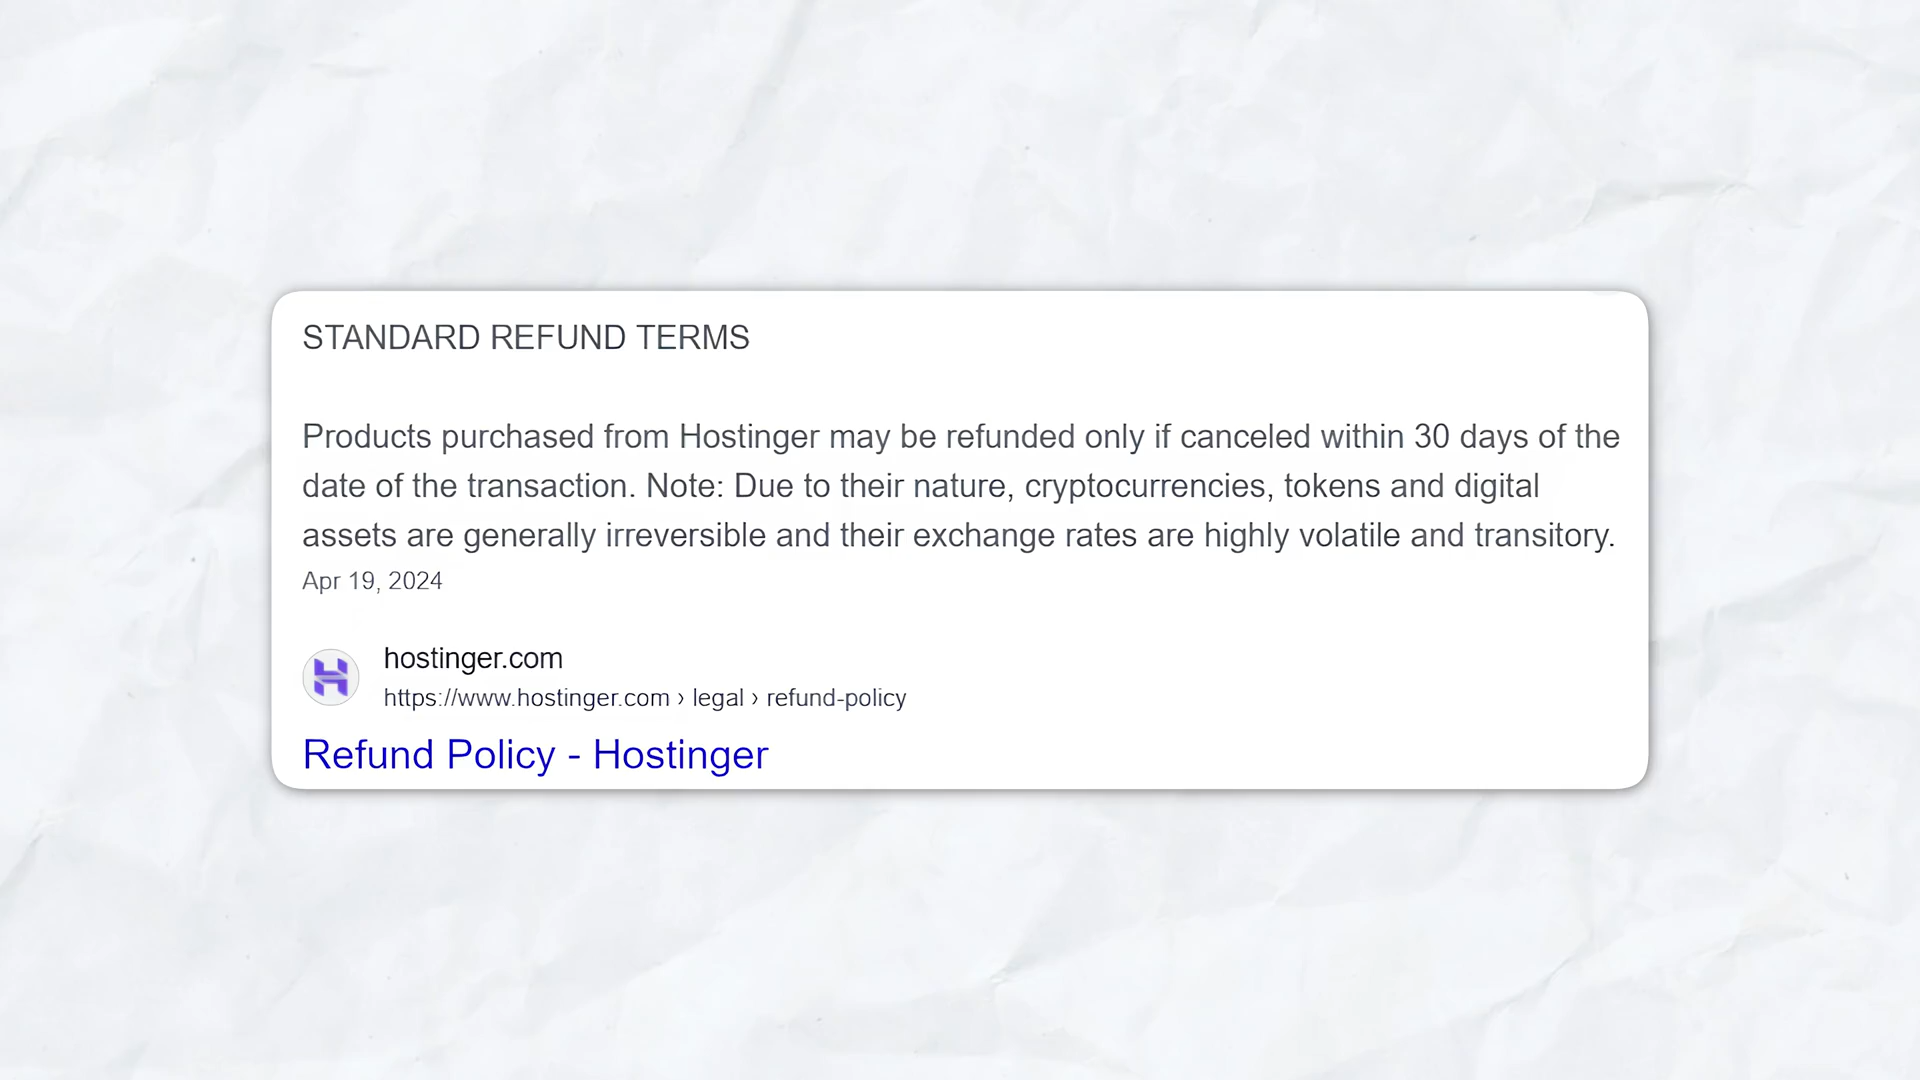 STANDARD REFUND TERMS
Products purchased from Hostinger may be refunded only if canceled within 30 days of the
date of the transaction. Note: Due to their nature, cryptocurrencies, tokens and digital
assets are generally irreversible and their exchange rates are highly volatile and transitory.
Apr 19, 2024
hostinger.com
https://www.hostinger.com › legal › refund-policy
Refund Policy - Hostinger